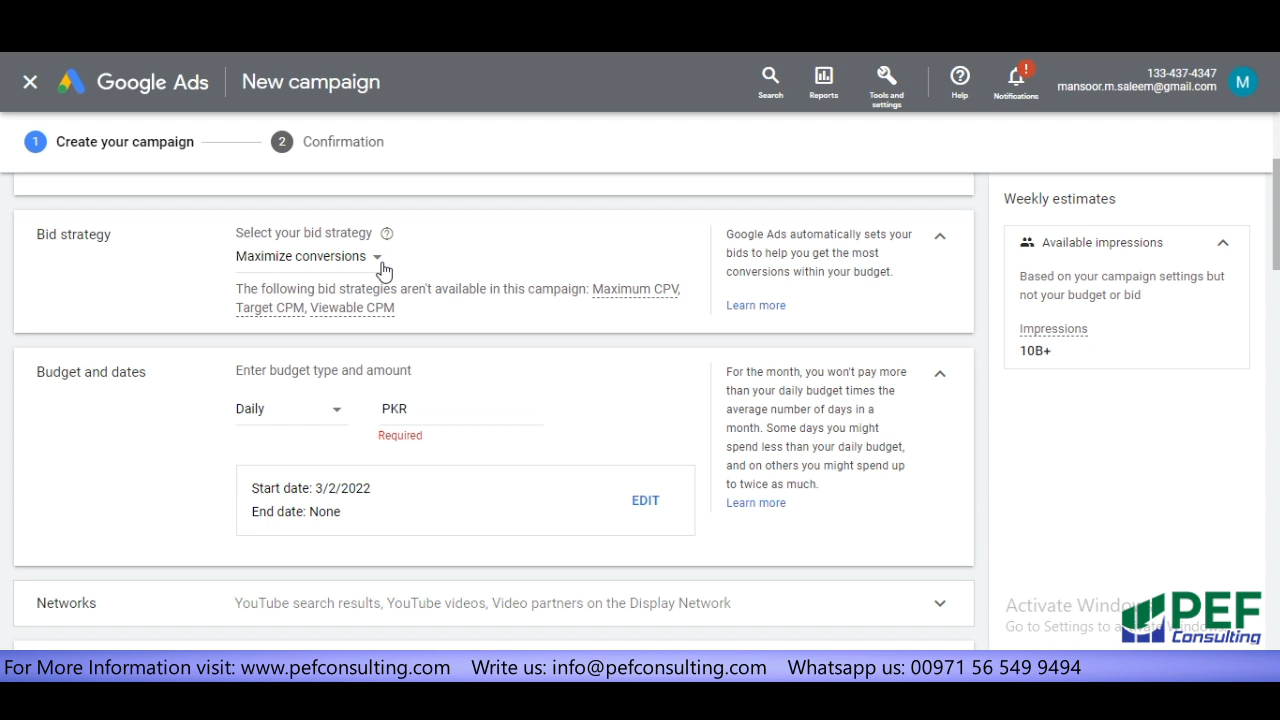 Google Ads
New campaign
Search
Reports
Tools and
settings
Help
!
Notifications
133-437-4347
mansoor.m.saleem@gmail.com
M
1
Create your campaign
2
Confirmation
Bid strategy
Select your bid strategy
Maximize conversions
The following bid strategies aren't available in this campaign: Maximum CPV,
Target CPM, Viewable CPM
Google Ads automatically sets your
bids to help you get the most
conversions within your budget.
Learn more
Budget and dates
Enter budget type and amount
Daily
PKR
Required
Start date: 3/2/2022
End date: None
EDIT
For the month, you won't pay more
than your daily budget times the
average number of days in a
month. Some days you might
spend less than your daily budget,
and on others you might spend up
to twice as much.
Learn more
Networks
YouTube search results, YouTube videos, Video partners on the Display Network
Weekly estimates
Available impressions
Based on your campaign settings but
not your budget or bid
Impressions
10B+
Activate
Go to Settings to
PEF
Consulting
For More Information visit: www.pefconsulting.com Write us: info@pefconsulting.com Whatsapp us: 00971 56 549 9494